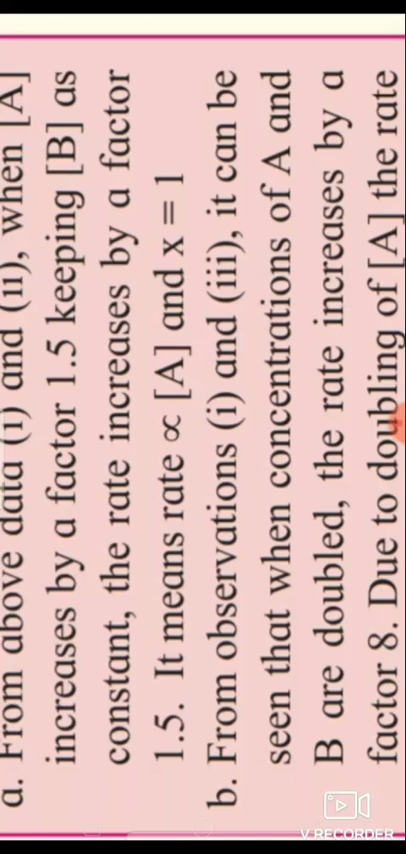 a. From above data (i) and (ii), when [A]
increases by a factor 1.5 keeping [B] as
constant, the rate increases by a factor
1.5. It means rate ∝ [A] and x = 1
b. From observations (i) and (iii), it can be
seen that when concentrations of A and
B are doubled, the rate increases by a
factor 8. Due to doubling of [A] the rate
V RECORDER